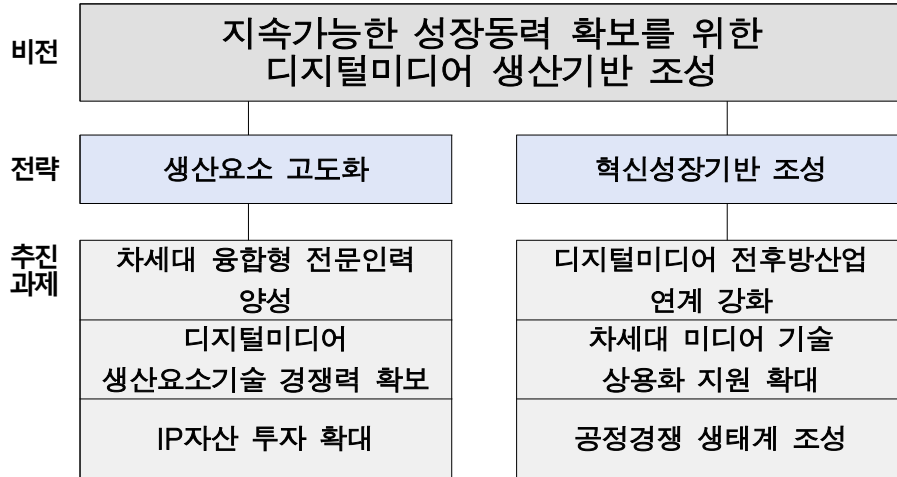 비전
지속가능한 성장동력 확보를 위한
디지털미디어 생산기반 조성
전략
생산요소 고도화
혁신성장기반 조성
추진
과제
차세대 융합형 전문인력
양성
디지털미디어
생산요소기술 경쟁력 확보
IP자산 투자 확대
디지털미디어 전후방산업
연계 강화
차세대 미디어 기술
상용화 지원 확대
공정경쟁 생태계 조성